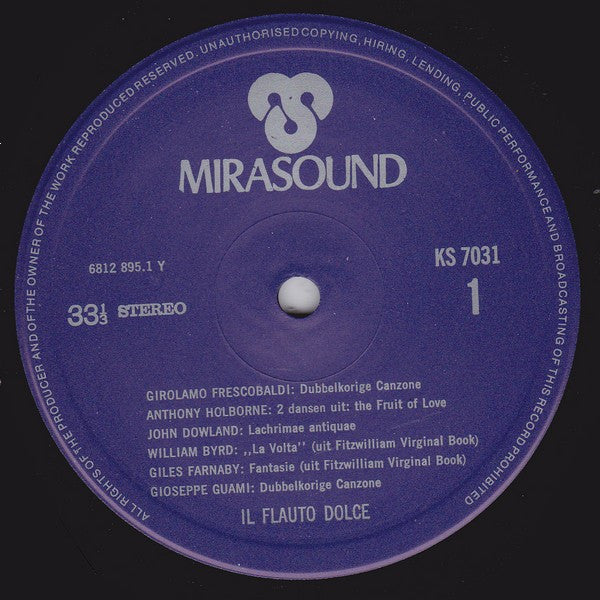 ALL RIGHTS OF THE PRODUCER AND OF THE OWNER OF THE WORK REPRODUCED RESERVED. UNAUTHORISED COPYING, HIRING, LENDING, PUBLIC PERFORMANCE AND BROADCASTING OF THIS RECORD PROHIBITED
MIRASOUND
6812 895.1 Y
KS 7031
33⅓ STEREO
1
GIROLAMO FRESCOBALDI: Dubbelkorige Canzone
ANTHONY HOLBORNE: 2 dansen uit: the Fruit of Love
JOHN DOWLAND: Lachrimae antiquae
WILLIAM BYRD: ,,La Volta'' (uit Fitzwilliam Virginal Book)
GILES FARNABY: Fantasie (uit Fitzwilliam Virginal Book)
GIOSEPPE GUAMI: Dubbelkorige Canzone
IL FLAUTO DOLCE